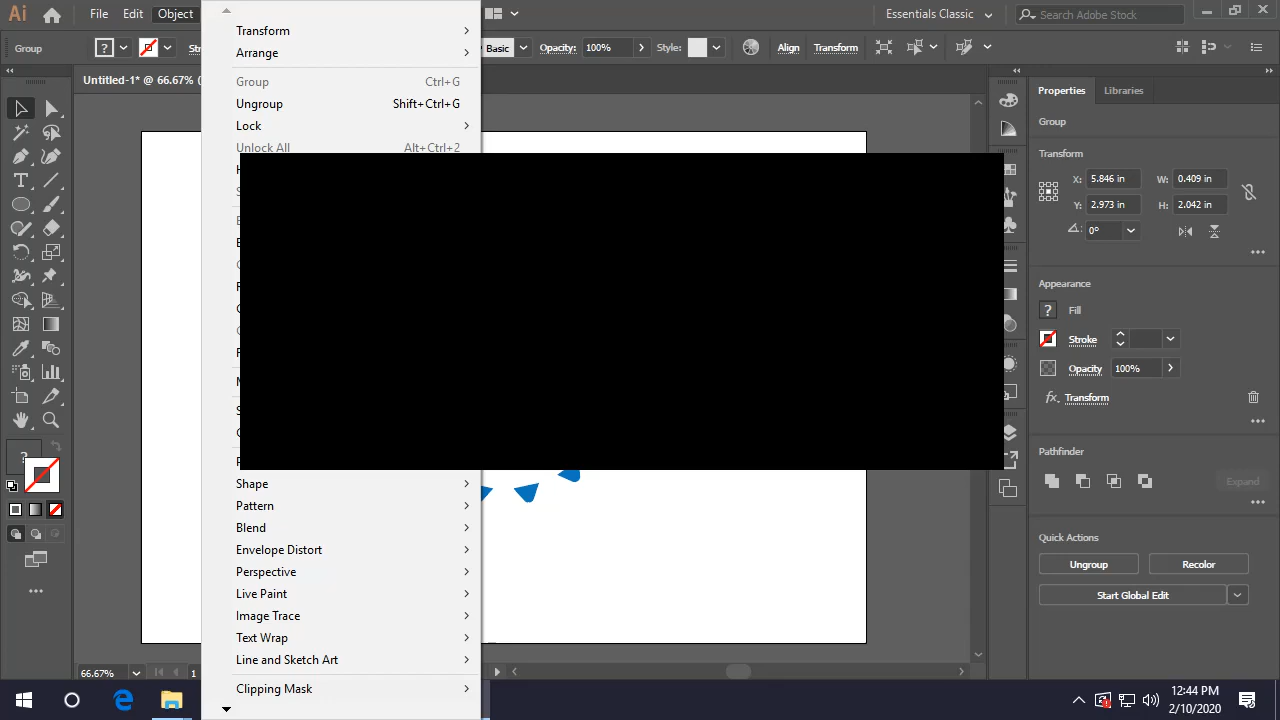 Ai
File
Edit
Object
Essentials Classic
Search Adobe Stock
Group
Basic
Opacity:
100%
Style:
Align
Transform
Untitled-1* @ 66.67%
Transform
Arrange
Group Ctrl+G
Ungroup Shift+Ctrl+G
Lock
Unlock All Alt+Ctrl+2
Shape
Pattern
Blend
Envelope Distort
Perspective
Live Paint
Image Trace
Text Wrap
Line and Sketch Art
Clipping Mask
Properties
Libraries
Group
Transform
X: 5.846 in W: 0.409 in
Y: 2.973 in H: 2.042 in
0°
Appearance
? Fill
Stroke
Opacity 100%
fx Transform
Pathfinder
Expand
Quick Actions
Ungroup
Recolor
Start Global Edit
66.67%
1
12:44 PM
2/10/2020